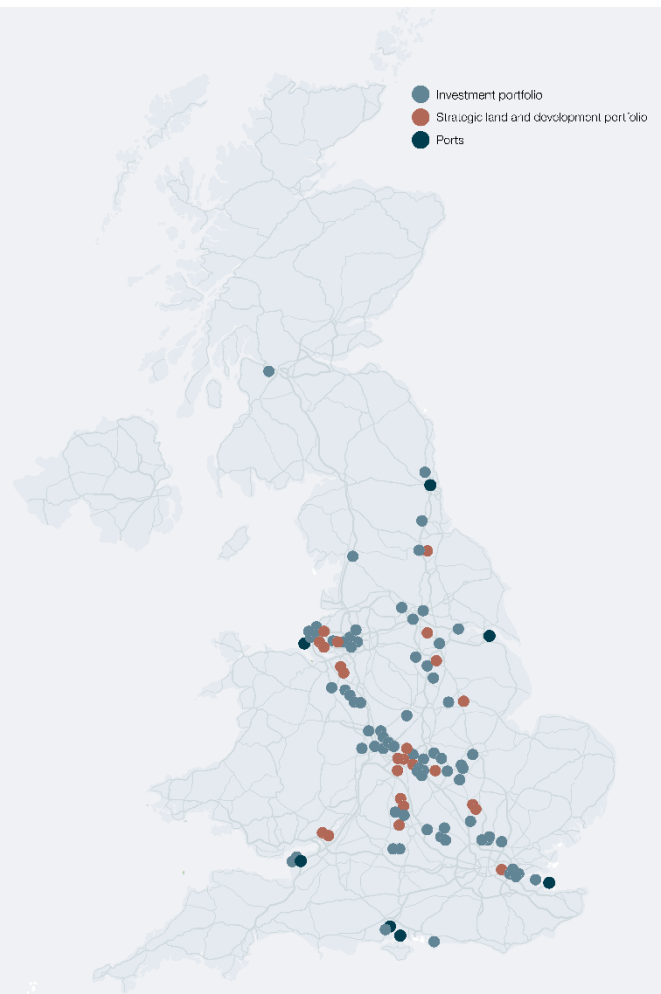 Investment portfolio
Strategic land and development portfolio
Ports